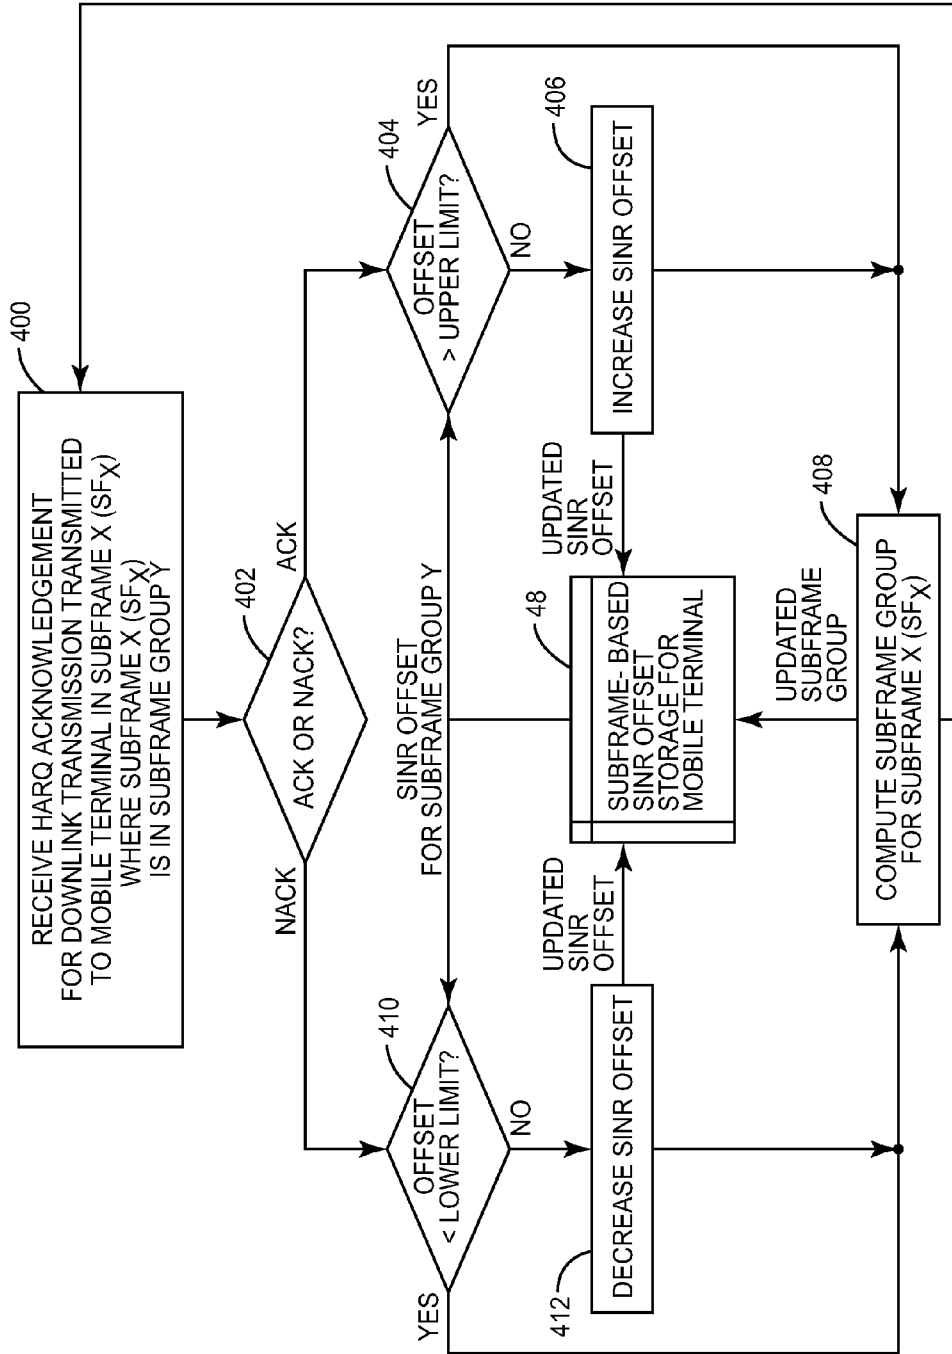 400
RECEIVE HARQ ACKNOWLEDGEMENT
FOR DOWNLINK TRANSMISSION TRANSMITTED
TO MOBILE TERMINAL IN SUBFRAME X (SFX)
WHERE SUBFRAME X (SFX)
IS IN SUBFRAME GROUP Y
402
ACK OR NACK?
NACK
ACK
410
OFFSET
< LOWER LIMIT?
YES
NO
SINR OFFSET
FOR SUBFRAME GROUP Y
404
OFFSET
> UPPER LIMIT?
YES
NO
412
DECREASE SINR OFFSET
UPDATED
SINR
OFFSET
48
SUBFRAME- BASED
SINR OFFSET
STORAGE FOR
MOBILE TERMINAL
UPDATED
SINR
OFFSET
406
INCREASE SINR OFFSET
UPDATED
SUBFRAME
GROUP
408
COMPUTE SUBFRAME GROUP
FOR SUBFRAME X (SFX)